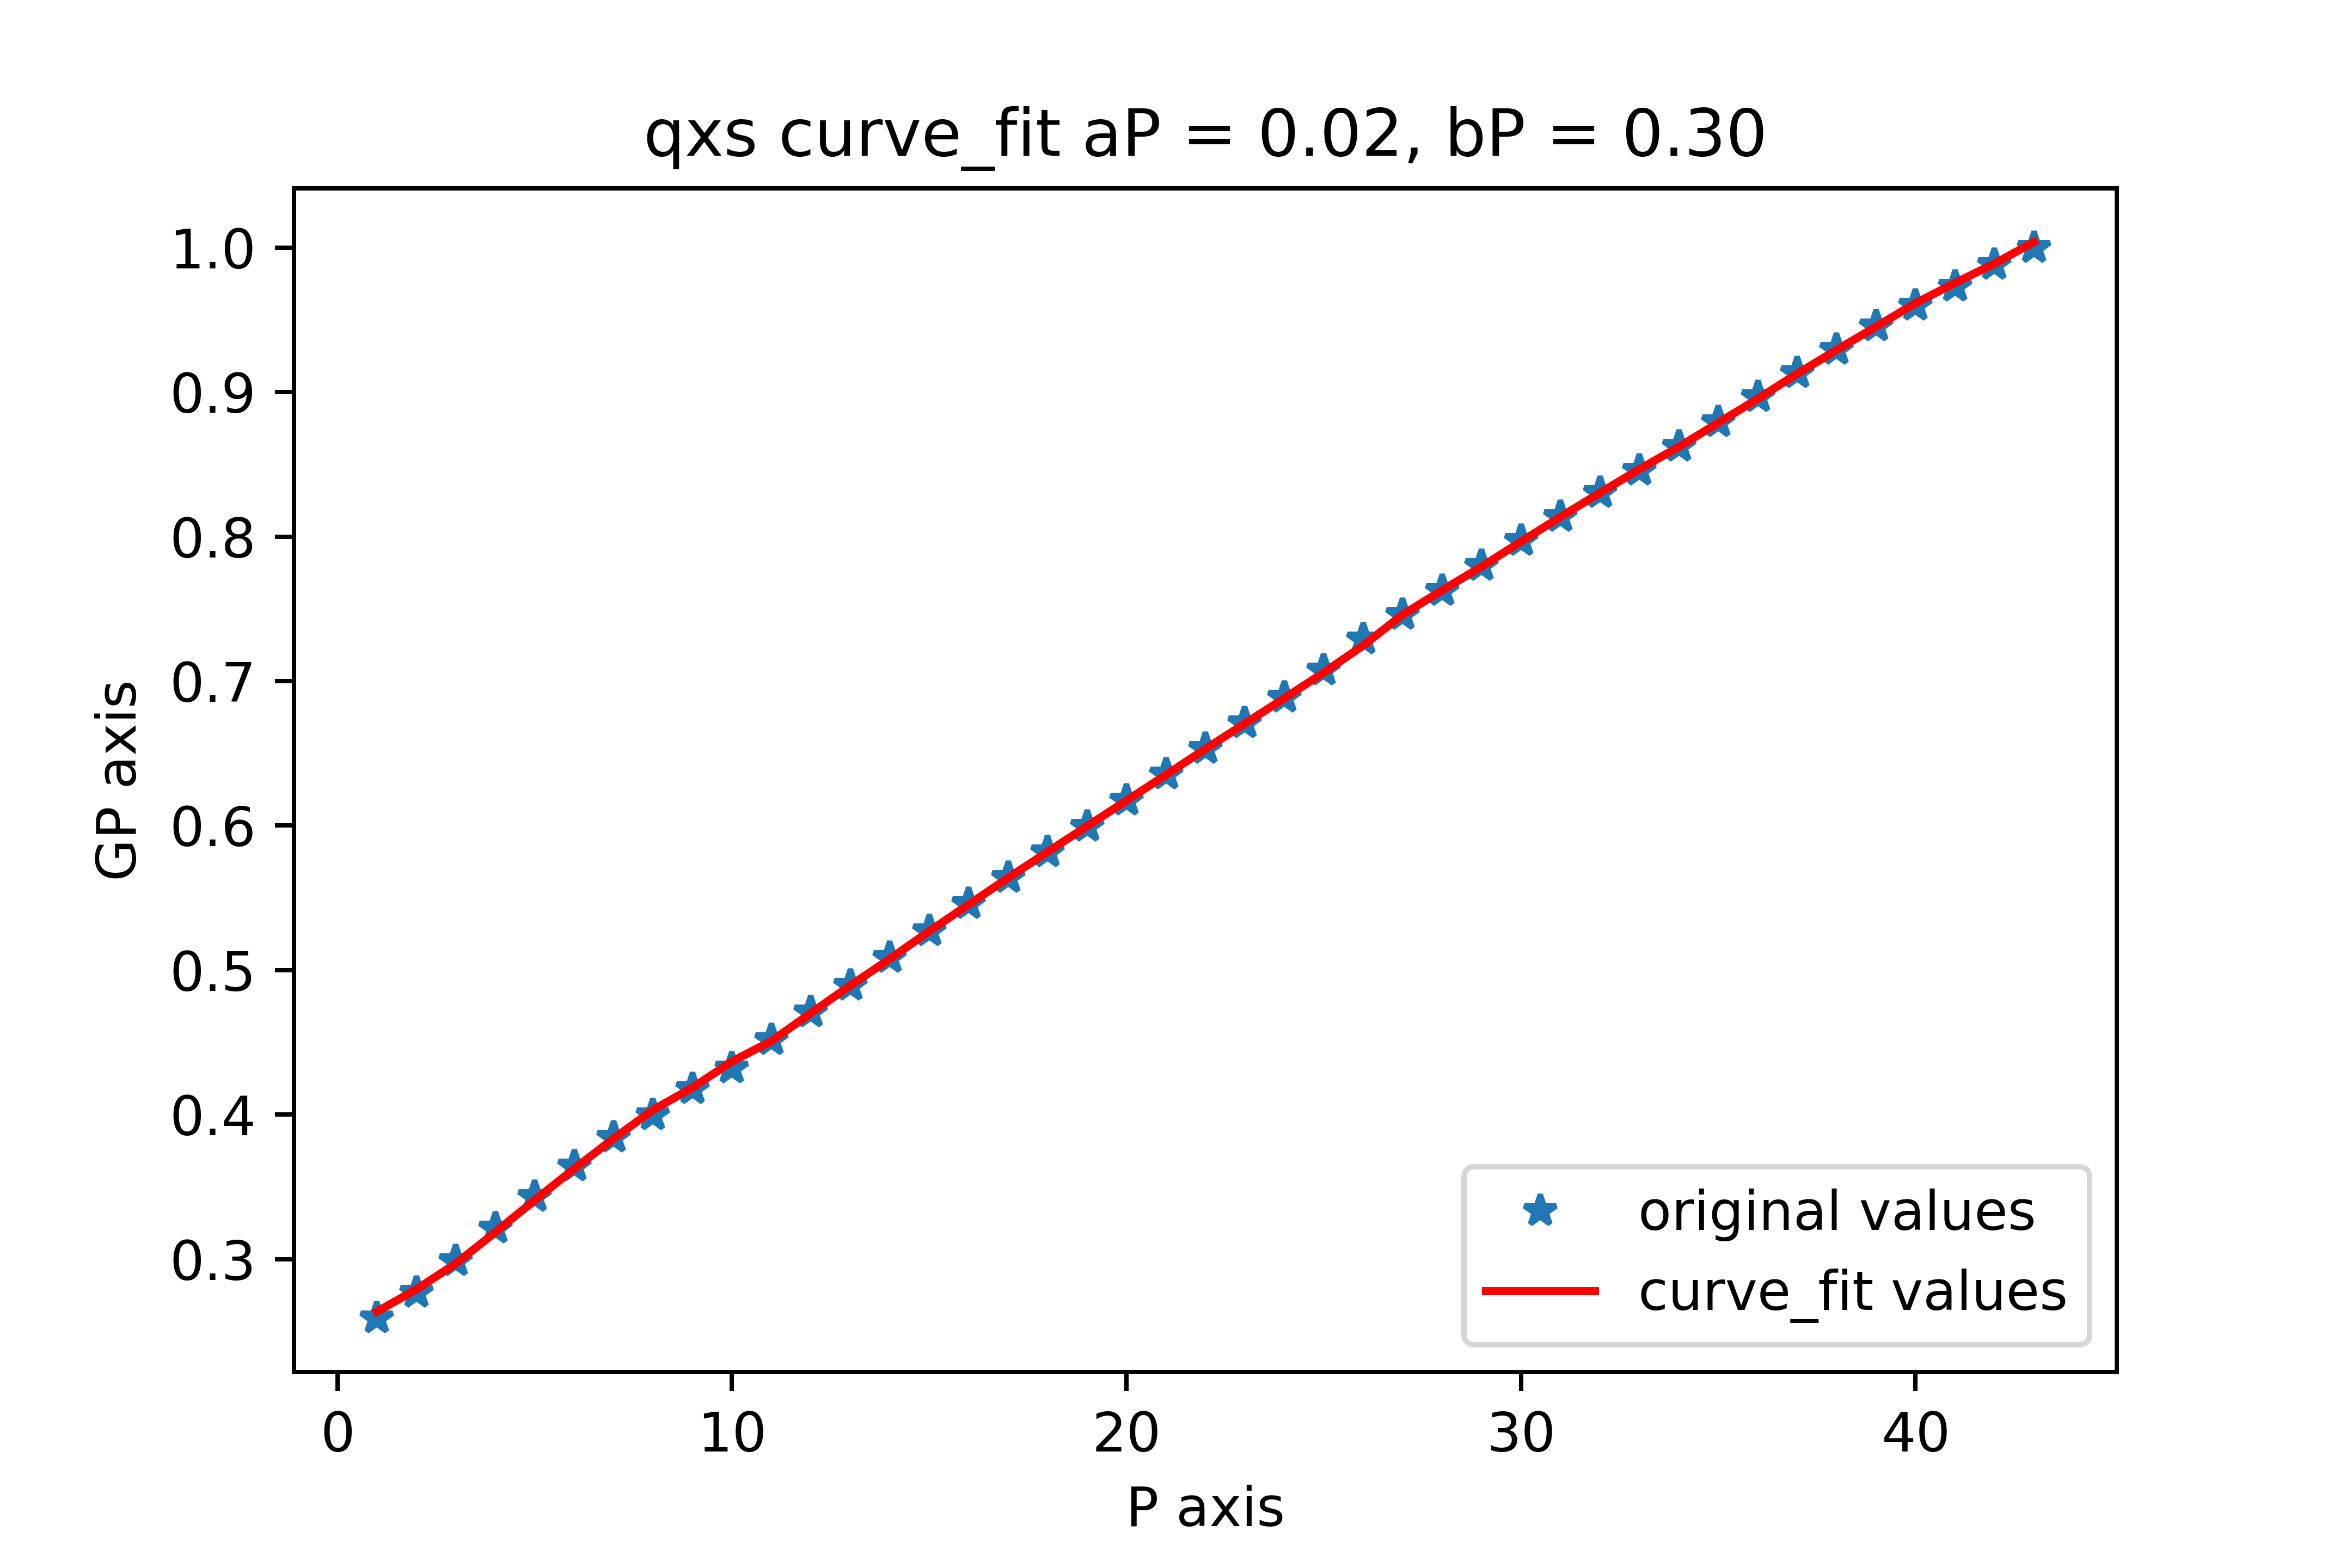 qxs curve_fit aP = 0.02, bP = 0.30
1.0
0.9
0.8
0.7
0.6
0.5
0.4
0.3
GP axis
original values
curve_fit values
0 10 20 30 40
P axis